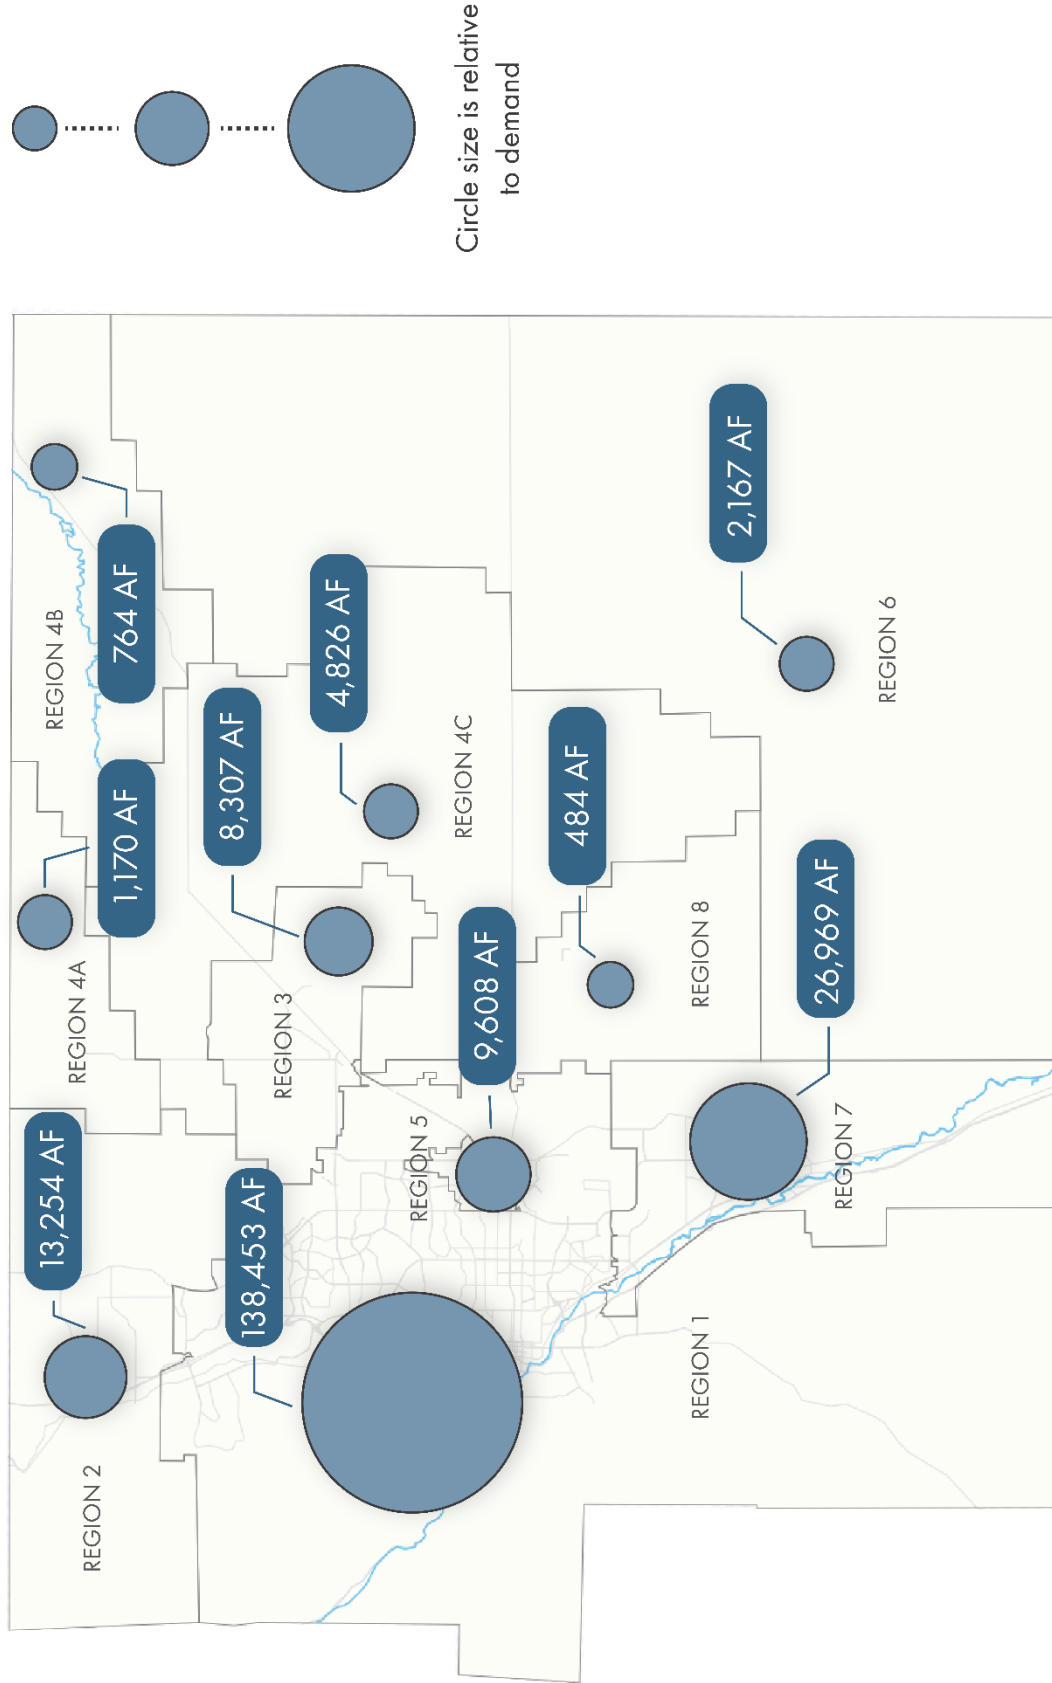 REGION 2
13,254 AF
REGION 4A
1,170 AF
REGION 4B
764 AF
138,453 AF
REGION 3
8,307 AF
4,826 AF
REGION 4C
REGION 5
9,608 AF
484 AF
REGION 8
REGION 1
REGION 7
26,969 AF
2,167 AF
REGION 6
Circle size is relative
to demand